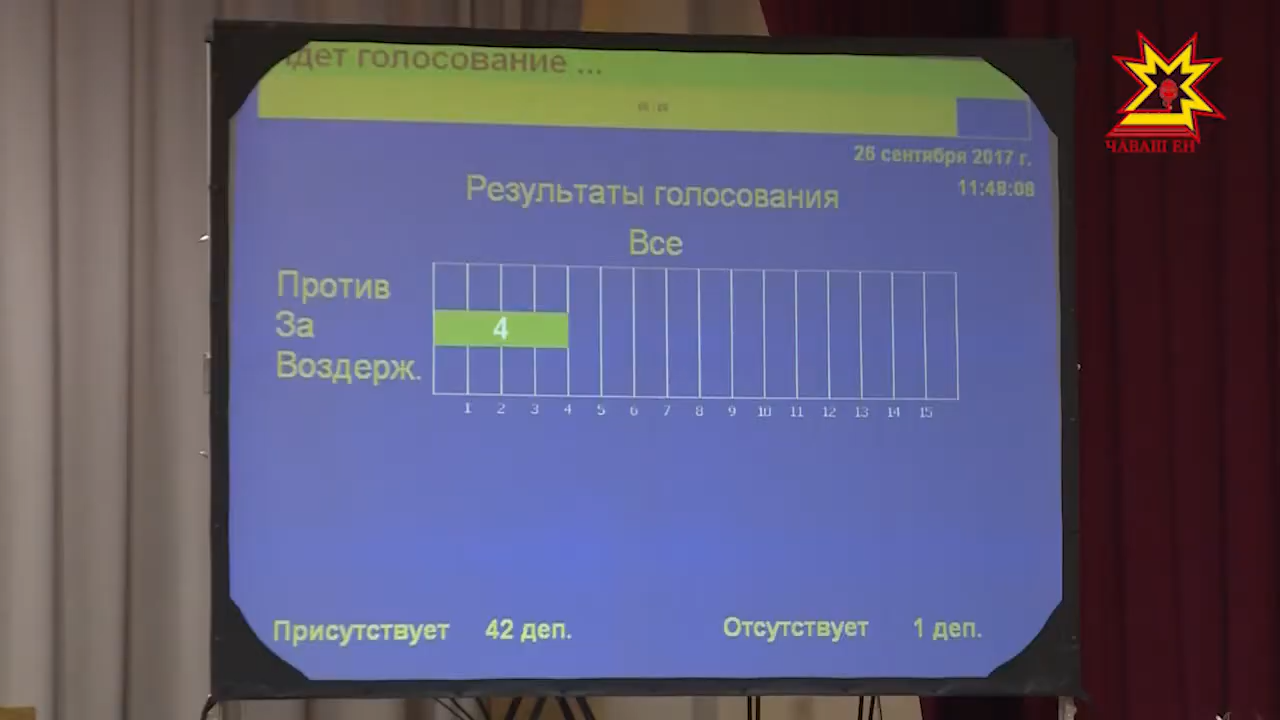 дет голосование ...
26 сентября 2017 г.
11:48:08
Результаты голосования
Все
Против
За
Воздерж.
4
1 2 3 4 5 6 7 8 9 10 11 12 13 14 15
Присутствует 42 деп.
Отсутствует 1 деп.
ЧӐВАШ ЕН